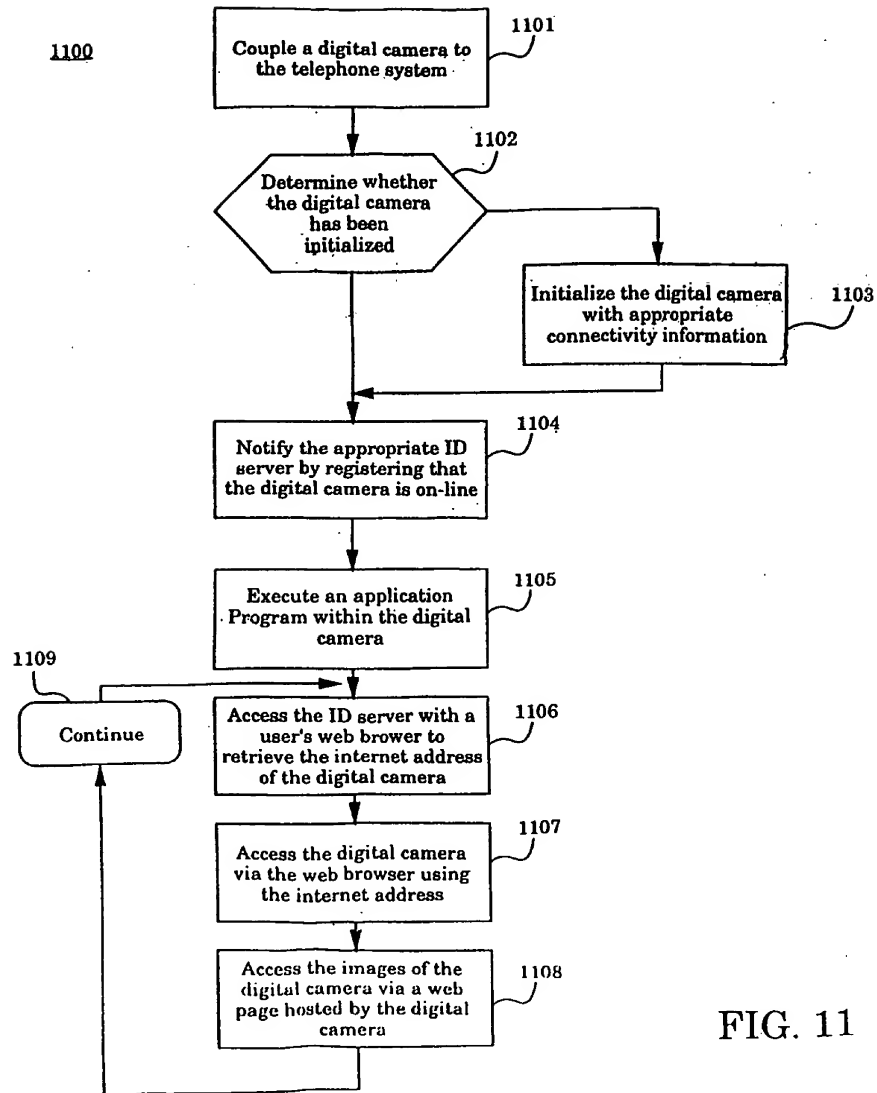 1100
Couple a digital camera to
the telephone system
1101
1102
Determine whether
the digital camera
has been
initialized
Initialize the digital camera
with appropriate
connectivity information
1103
1104
Notify the appropriate ID
server by registering that
the digital camera is on-line
1105
Execute an application
Program within the digital
camera
1109
Continue
1106
Access the ID server with a
user's web brower to
retrieve the internet address
of the digital camera
1107
Access the digital camera
via the web browser using
the internet address
1108
Access the images of the
digital camera via a web
page hosted by the digital
camera
FIG. 11